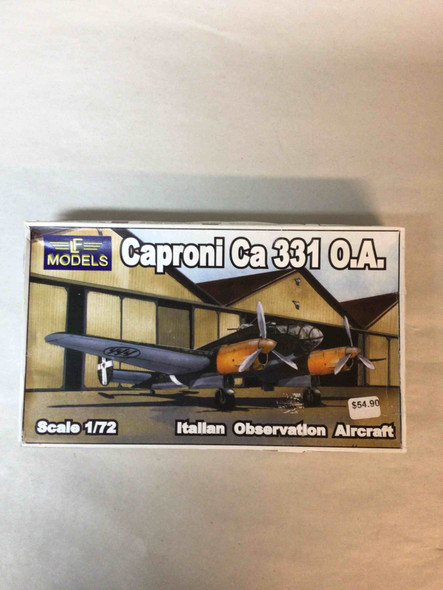 LF
MODELS
Caproni Ca 331 O.A.
$54.90
Scale 1/72
Italian Observation Aircraft